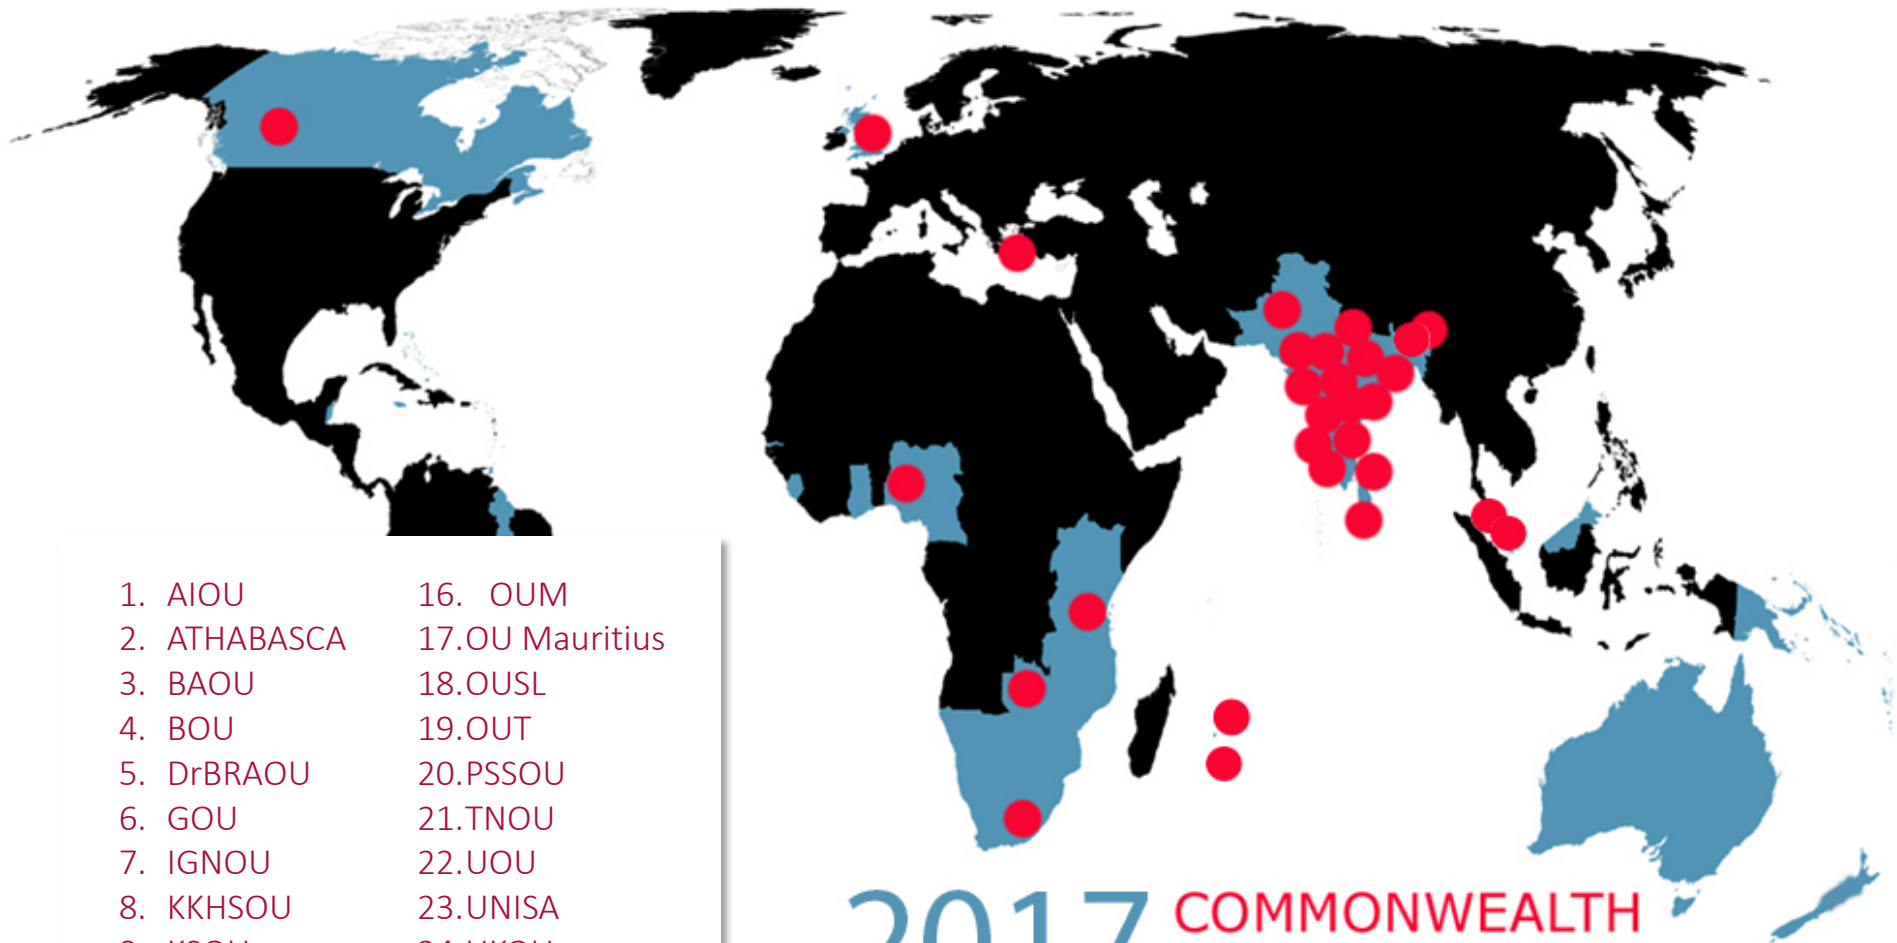 1. AIOU
2. ATHABASCA
3. BAOU
4. BOU
5. DrBRAOU
6. GOU
7. IGNOU
8. KKHSOU
16. OUM
17. OU Mauritius
18. OUSL
19. OUT
20. PSSOU
21. TNOU
22. UOU
23. UNISA
2017 COMMONWEALTH